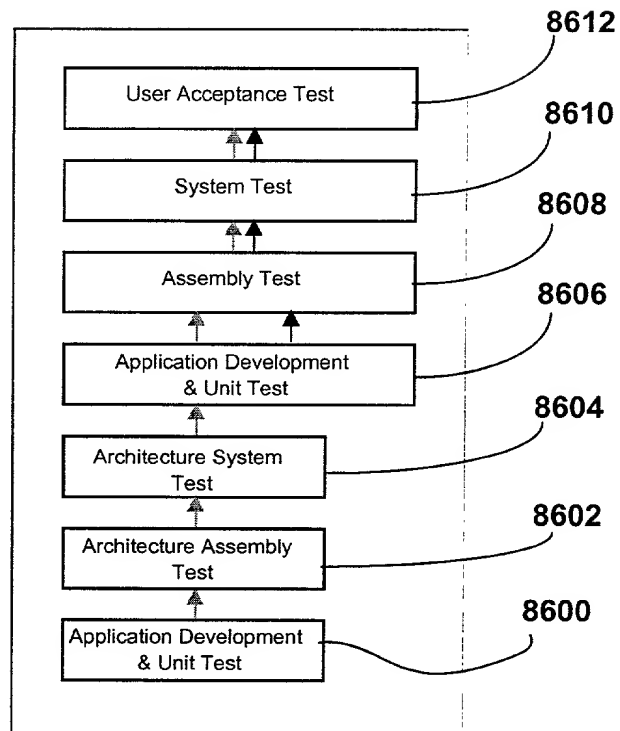 8612
User Acceptance Test
8610
System Test
8608
Assembly Test
8606
Application Development
& Unit Test
8604
Architecture System
Test
8602
Architecture Assembly
Test
8600
Application Development
& Unit Test